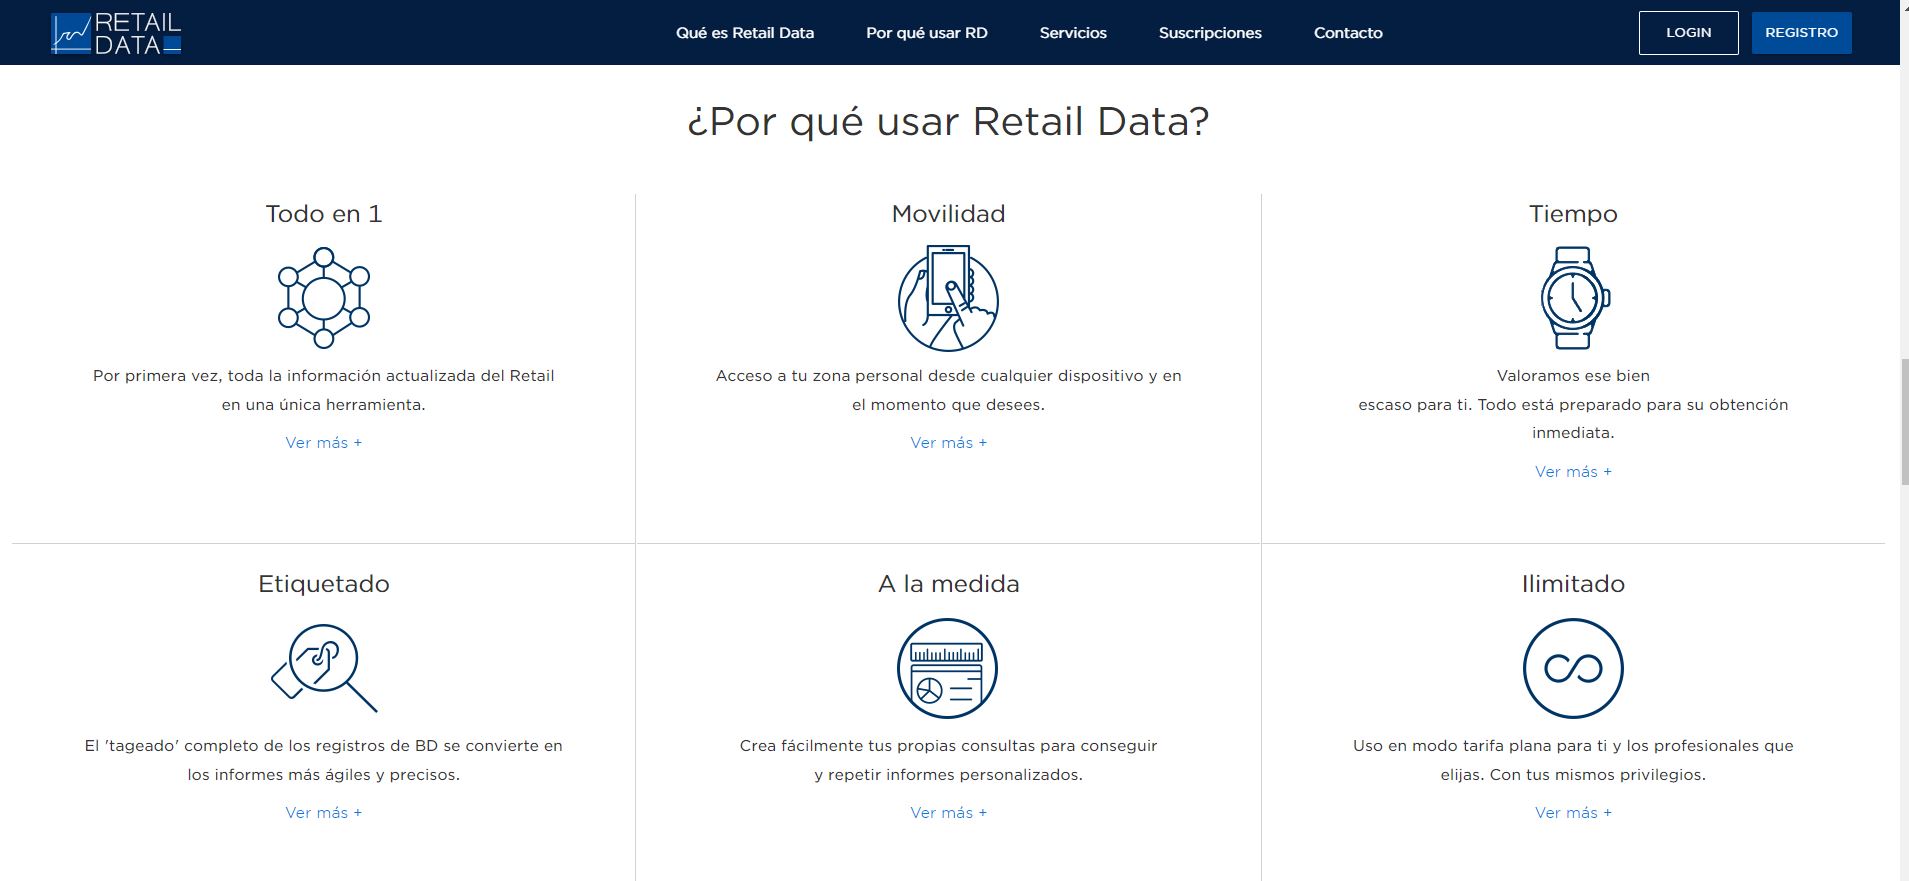 RETAIL
DATA
Qué es Retail Data
Por qué usar RD
Servicios
Suscripciones
Contacto
LOGIN
REGISTRO
¿Por qué usar Retail Data?
Todo en 1
Por primera vez, toda la información actualizada del Retail
en una única herramienta.
Ver más +
Movilidad
Acceso a tu zona personal desde cualquier dispositivo y en
el momento que desees.
Ver más +
Tiempo
Valoramos ese bien
escaso para ti. Todo está preparado para su obtención
inmediata.
Ver más +
Etiquetado
El 'tageado' completo de los registros de BD se convierte en
los informes más ágiles y precisos.
Ver más +
A la medida
Crea fácilmente tus propias consultas para conseguir
y repetir informes personalizados.
Ver más +
Ilimitado
Uso en modo tarifa plana para ti y los profesionales que
elijas. Con tus mismos privilegios.
Ver más +